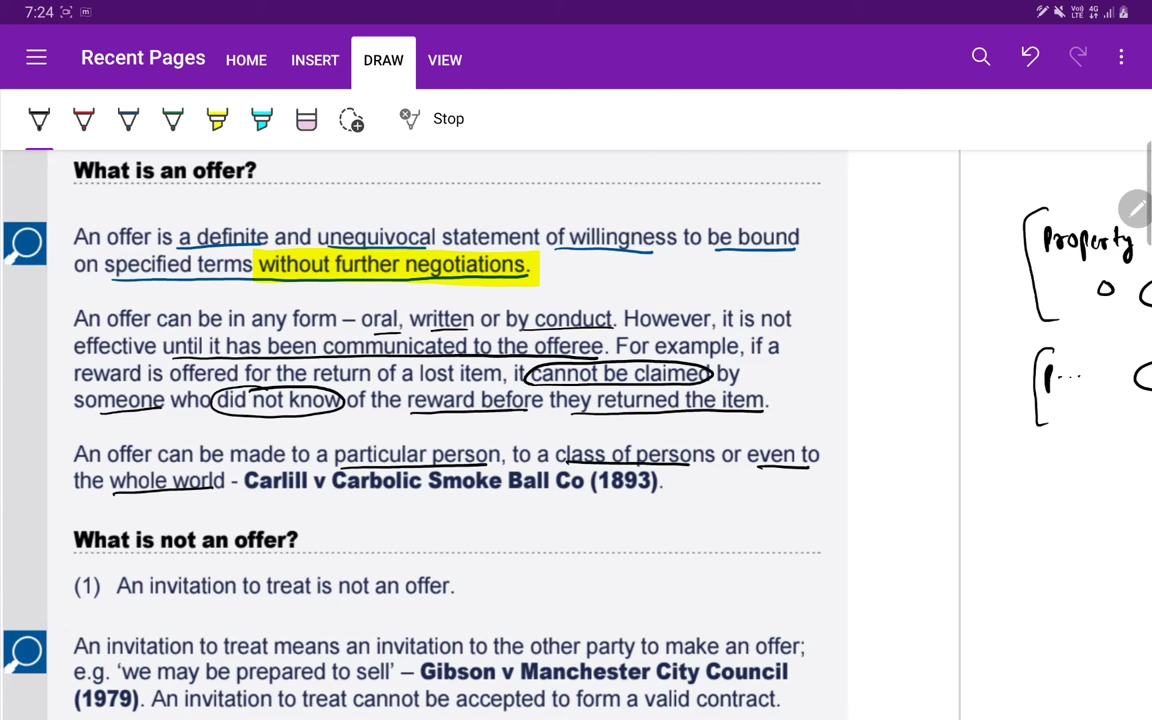 7:24
Vo)) LTE 4G
Recent Pages HOME INSERT DRAW VIEW
Stop
What is an offer?
An offer is a definite and unequivocal statement of willingness to be bound
on specified terms without further negotiations.
An offer can be in any form – oral, written or by conduct. However, it is not
effective until it has been communicated to the offeree. For example, if a
reward is offered for the return of a lost item, it cannot be claimed by
someone who did not know of the reward before they returned the item.
An offer can be made to a particular person, to a class of persons or even to
the whole world - Carlill v Carbolic Smoke Ball Co (1893).
What is not an offer?
(1) An invitation to treat is not an offer.
An invitation to treat means an invitation to the other party to make an offer;
e.g. ‘we may be prepared to sell’ – Gibson v Manchester City Council
(1979). An invitation to treat cannot be accepted to form a valid contract.
Property
P...